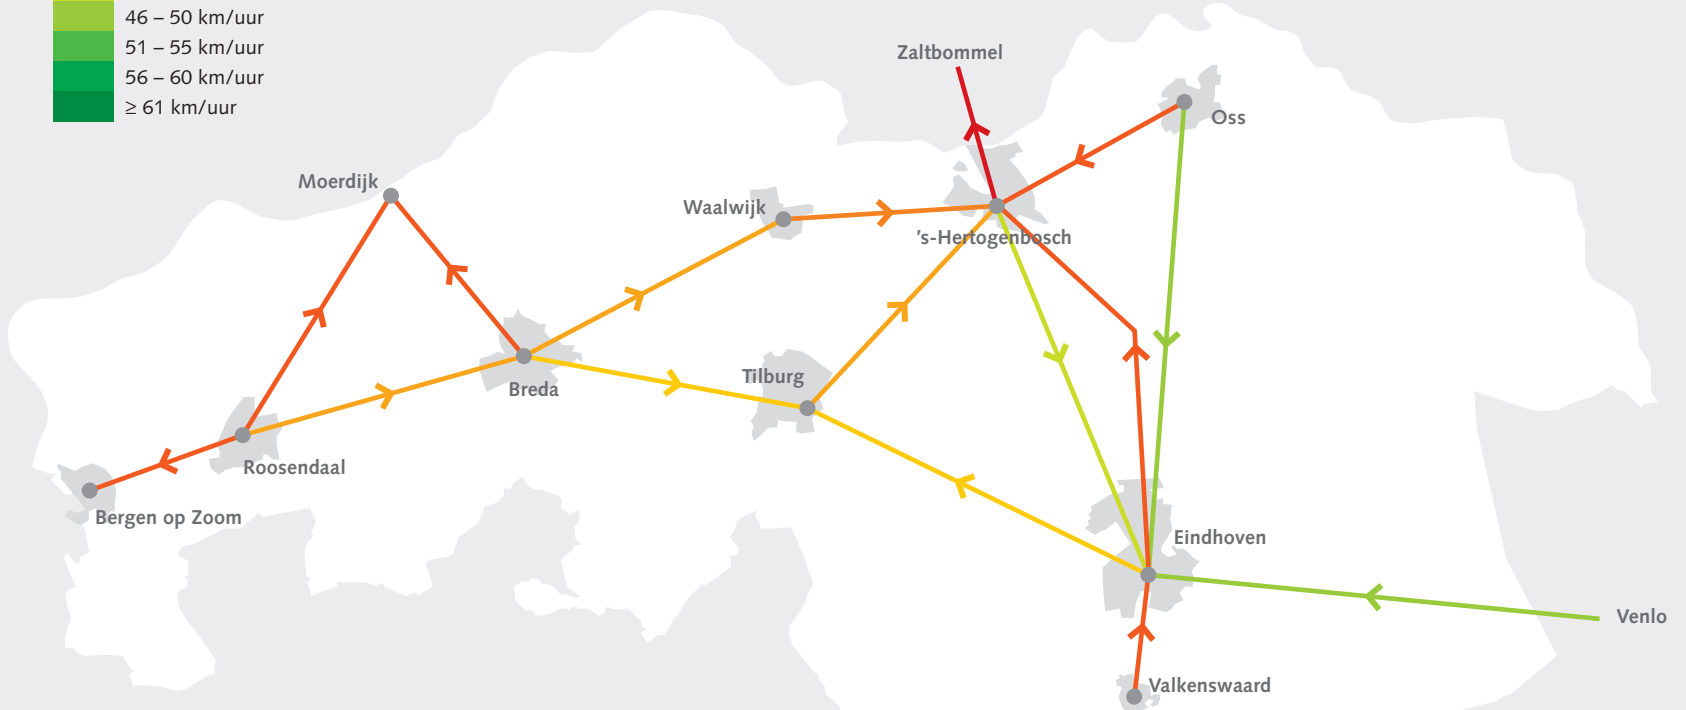 46 – 50 km/uur
51 – 55 km/uur
56 – 60 km/uur
≥ 61 km/uur
Zaltbommel
Oss
Moerdijk
Waalwijk
's-Hertogenbosch
Tilburg
Breda
Roosendaal
Bergen op Zoom
Eindhoven
Venlo
Valkenswaard